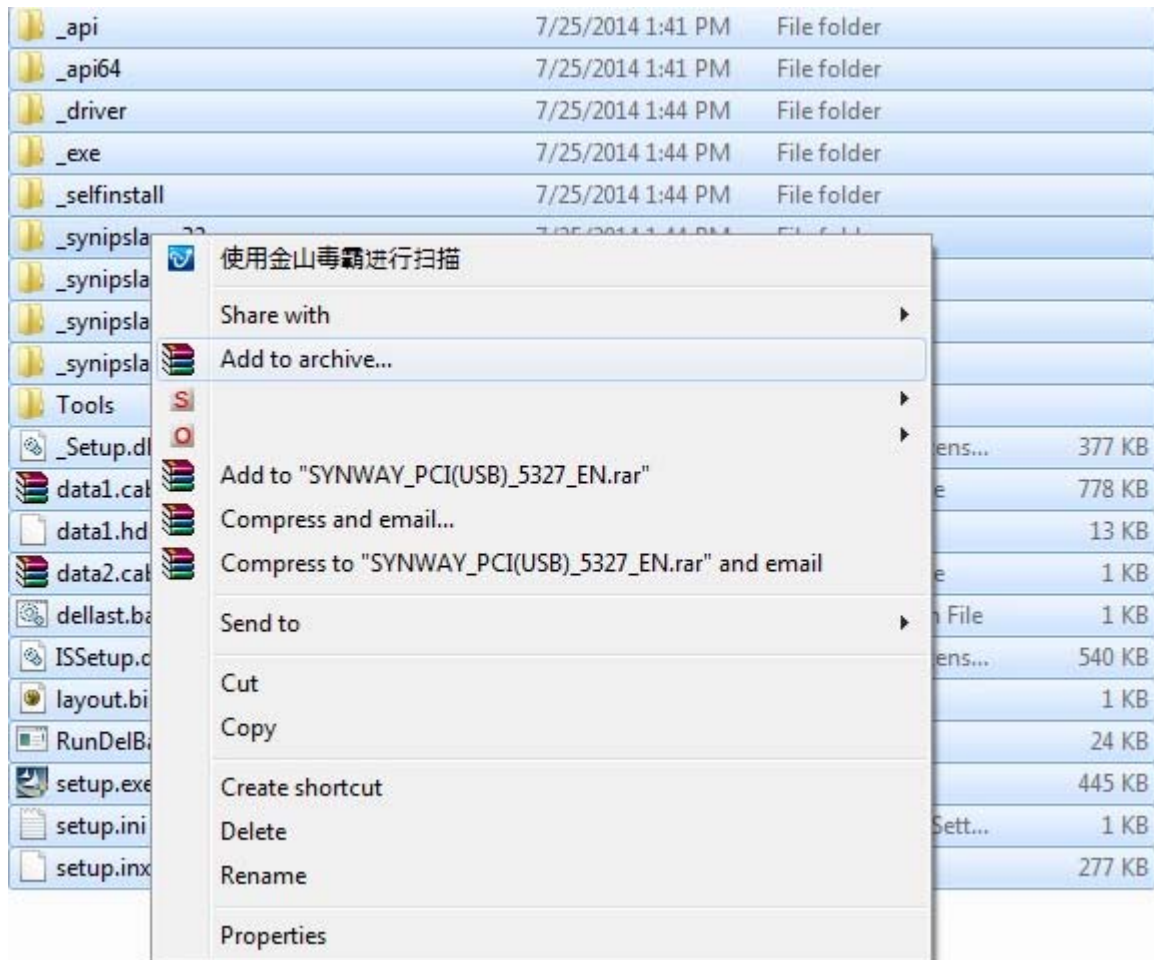 _api 7/25/2014 1:41 PM File folder
_api64 7/25/2014 1:41 PM File folder
_driver 7/25/2014 1:44 PM File folder
_exe 7/25/2014 1:44 PM File folder
_selfinstall 7/25/2014 1:44 PM File folder
_synipsla
使用金山毒霸进行扫描
_synipsla
Share with
_synipsla
Add to archive...
_synipsla
Tools S
O
_Setup.dl ens... 377 KB
Add to "SYNWAY_PCI(USB)_5327_EN.rar"
data1.cab e 778 KB
Compress and email...
data1.hd 13 KB
Compress to "SYNWAY_PCI(USB)_5327_EN.rar" and email
data2.cab e 1 KB
dellast.ba n File 1 KB
Send to
ISSetup.d ens... 540 KB
Cut
layout.bi 1 KB
Copy
RunDelBa 24 KB
setup.exe 445 KB
Create shortcut
setup.ini Sett... 1 KB
Delete
setup.inx 277 KB
Rename
Properties